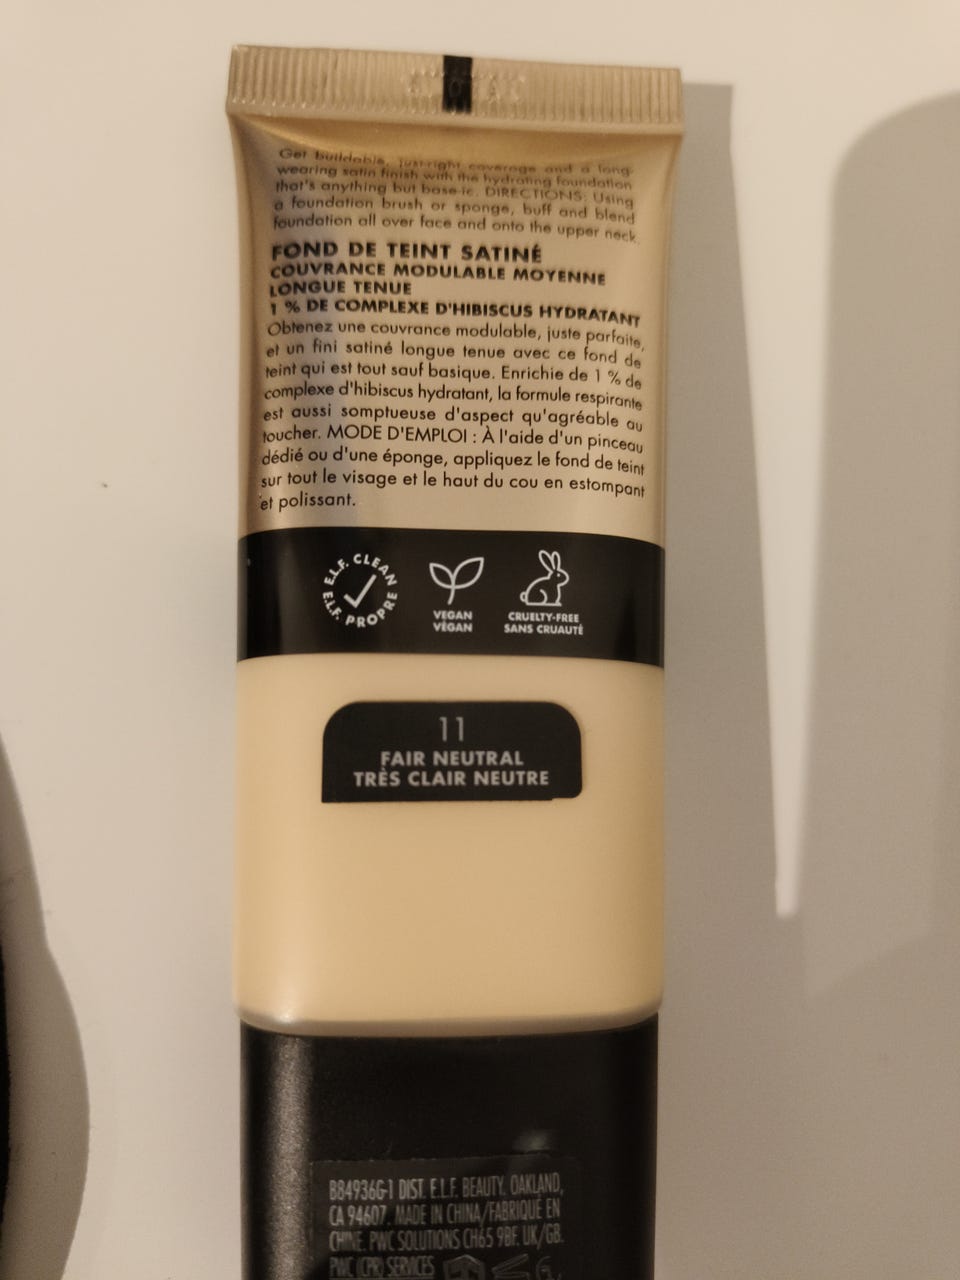 Get buildable, just-right coverage and a long-
wearing satin finish with the hydrating foundation
that's anything but base-ic. DIRECTIONS: Using
a foundation brush or sponge, buff and blend
foundation all over face and onto the upper neck.
FOND DE TEINT SATINÉ
COUVRANCE MODULABLE MOYENNE
LONGUE TENUE
1 % DE COMPLEXE D'HIBISCUS HYDRATANT
Obtenez une couvrance modulable, juste parfaite,
et un fini satiné longue tenue avec ce fond de
teint qui est tout sauf basique. Enrichie de 1 % de
complexe d'hibiscus hydratant, la formule respirante
est aussi somptueuse d'aspect qu'agréable au
toucher. MODE D'EMPLOI : À l'aide d'un pinceau
dédié ou d'une éponge, appliquez le fond de teint
sur tout le visage et le haut du cou en estompant
et polissant.
E.L.F. CLEAN
E.L.F. PROPRE
VEGAN
VÉGAN
CRUELTY-FREE
SANS CRUAUTÉ
11
FAIR NEUTRAL
TRÈS CLAIR NEUTRE
B84936G-1 DIST. E.L.F. BEAUTY, OAKLAND,
CA 94607. MADE IN CHINA/FABRIQUÉ EN
CHINE. PWC SOLUTIONS CH65 9BF. UK/GB.
PWC (CPR) SERVICES